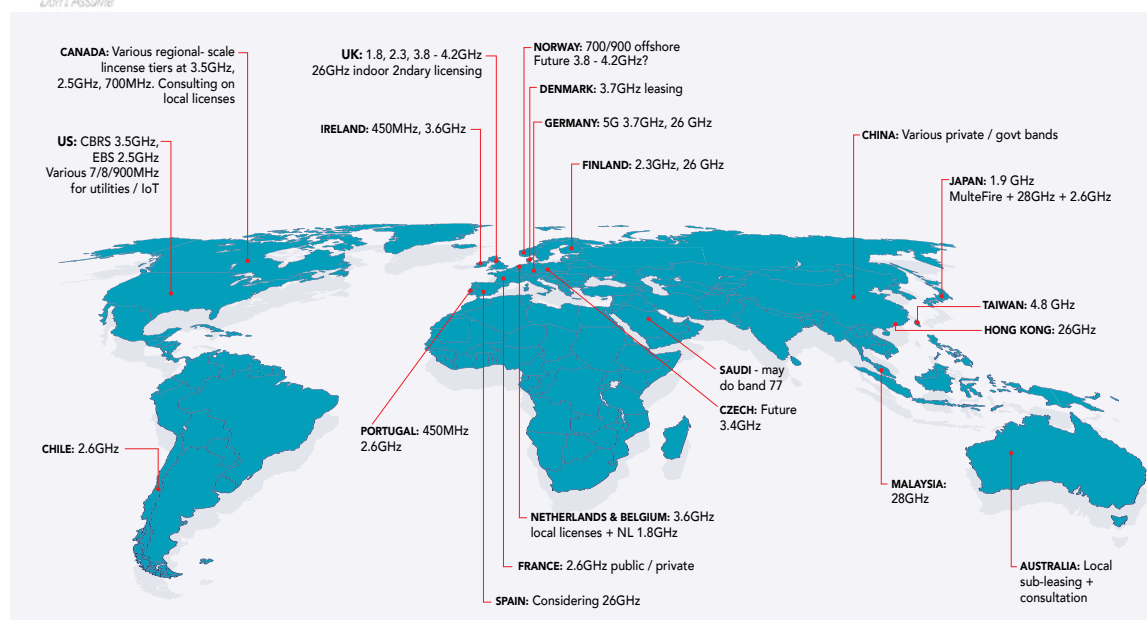 Don't Assume
CANADA: Various regional- scale
lincense tiers at 3.5GHz,
2.5GHz, 700MHz. Consulting on
local licenses
US: CBRS 3.5GHz,
EBS 2.5GHz
Various 7/8/900MHz
for utilities / IoT
UK: 1.8, 2.3, 3.8 - 4.2GHz
26GHz indoor 2ndary licensing
IRELAND: 450MHz, 3.6GHz
NORWAY: 700/900 offshore
Future 3.8 - 4.2GHz?
DENMARK: 3.7GHz leasing
GERMANY: 5G 3.7GHz, 26 GHz
FINLAND: 2.3GHz, 26 GHz
CHINA: Various private / govt bands
JAPAN: 1.9 GHz
MulteFire + 28GHz + 2.6GHz
TAIWAN: 4.8 GHz
HONG KONG: 26GHz
SAUDI - may
do band 77
CZECH: Future
3.4GHz
PORTUGAL: 450MHz
2.6GHz
CHILE: 2.6GHz
MALAYSIA:
28GHz
NETHERLANDS & BELGIUM: 3.6GHz
local licenses + NL 1.8GHz
FRANCE: 2.6GHz public / private
SPAIN: Considering 26GHz
AUSTRALIA: Local
sub-leasing +
consultation